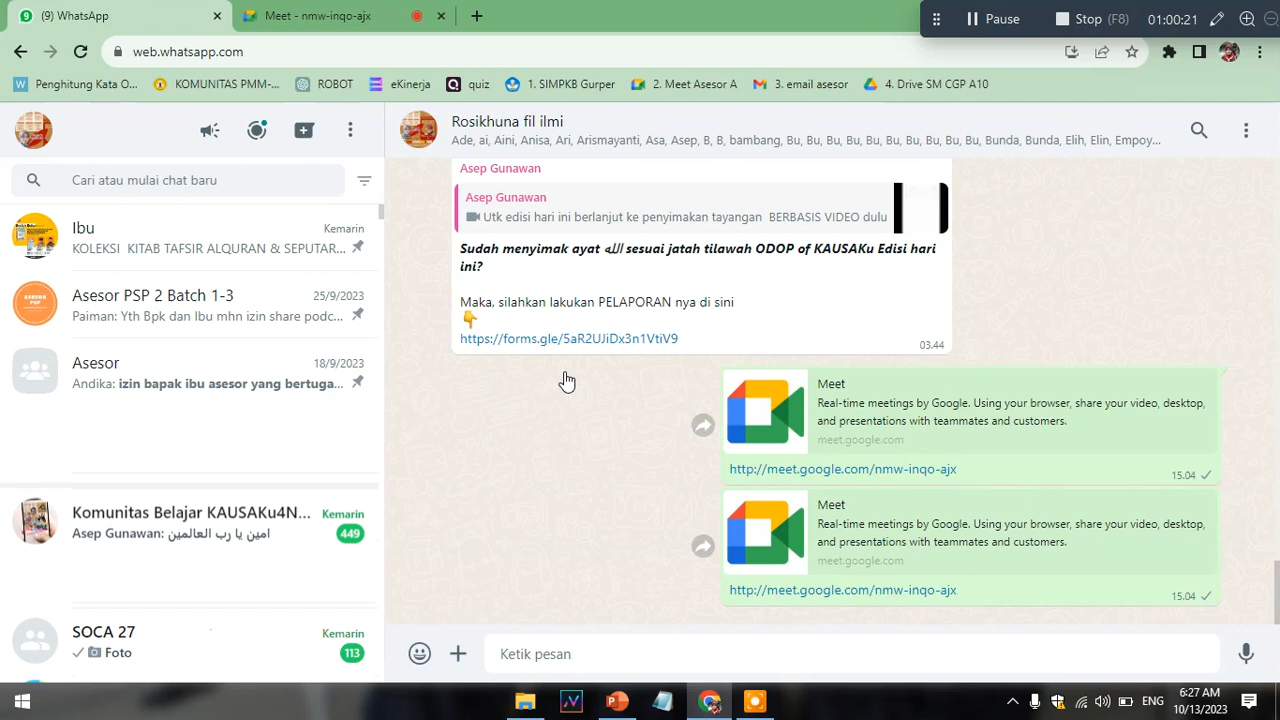 (9) WhatsApp
Meet - nmw-inqo-ajx
Pause
Stop (F8)
01:00:21
web.whatsapp.com
Penghitung Kata O...
KOMUNITAS PMM-...
ROBOT
eKinerja
quiz
1. SIMPKB Gurper
2. Meet Asesor A
3. email asesor
4. Drive SM CGP A10
Cari atau mulai chat baru
Ibu
Kemarin
KOLEKSI KITAB TAFSIR ALQURAN & SEPUTAR...
Asesor PSP 2 Batch 1-3
25/9/2023
Paiman: Yth Bpk dan Ibu mhn izin share podc...
Asesor
18/9/2023
Andika: izin bapak ibu asesor yang bertuga...
Komunitas Belajar KAUSAKu4N...
Kemarin
Asep Gunawan: امين يا رب العالمين
449
SOCA 27
Kemarin
Foto
113
Rosikhuna fil ilmi
Ade, ai, Aini, Anisa, Ari, Arismayanti, Asa, Asep, B, B, bambang, Bu, Bu, Bu, Bu, Bu, Bu, Bu, Bu, Bu, Bu, Bunda, Bunda, Elih, Elin, Empoy...
Asep Gunawan
Asep Gunawan
Utk edisi hari ini berlanjut ke penyimakan tayangan BERBASIS VIDEO dulu
Sudah menyimak ayat الله sesuai jatah tilawah ODOP of KAUSAKu Edisi hari
ini?
Maka, silahkan lakukan PELAPORAN nya di sini
👇
https://forms.gle/5aR2UJiDx3n1VtiV9
03.44
Meet
Real-time meetings by Google. Using your browser, share your video, desktop,
and presentations with teammates and customers.
meet.google.com
http://meet.google.com/nmw-inqo-ajx
15.04
Meet
Real-time meetings by Google. Using your browser, share your video, desktop,
and presentations with teammates and customers.
meet.google.com
http://meet.google.com/nmw-inqo-ajx
15.04
Ketik pesan
ENG
6:27 AM
10/13/2023